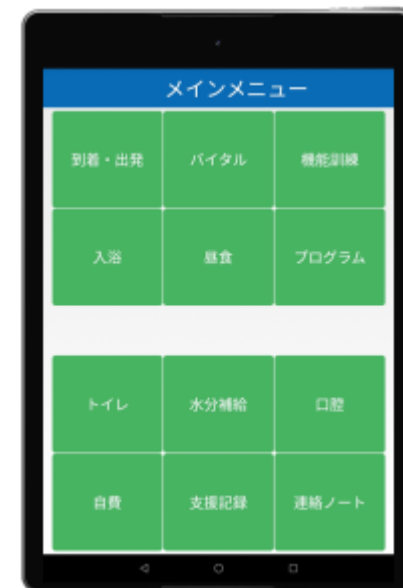 メインメニュー
到着・出発 バイタル 機能訓練
入浴 昼食 プログラム
トイレ 水分補給 口腔
自費 支援記録 連絡ノート